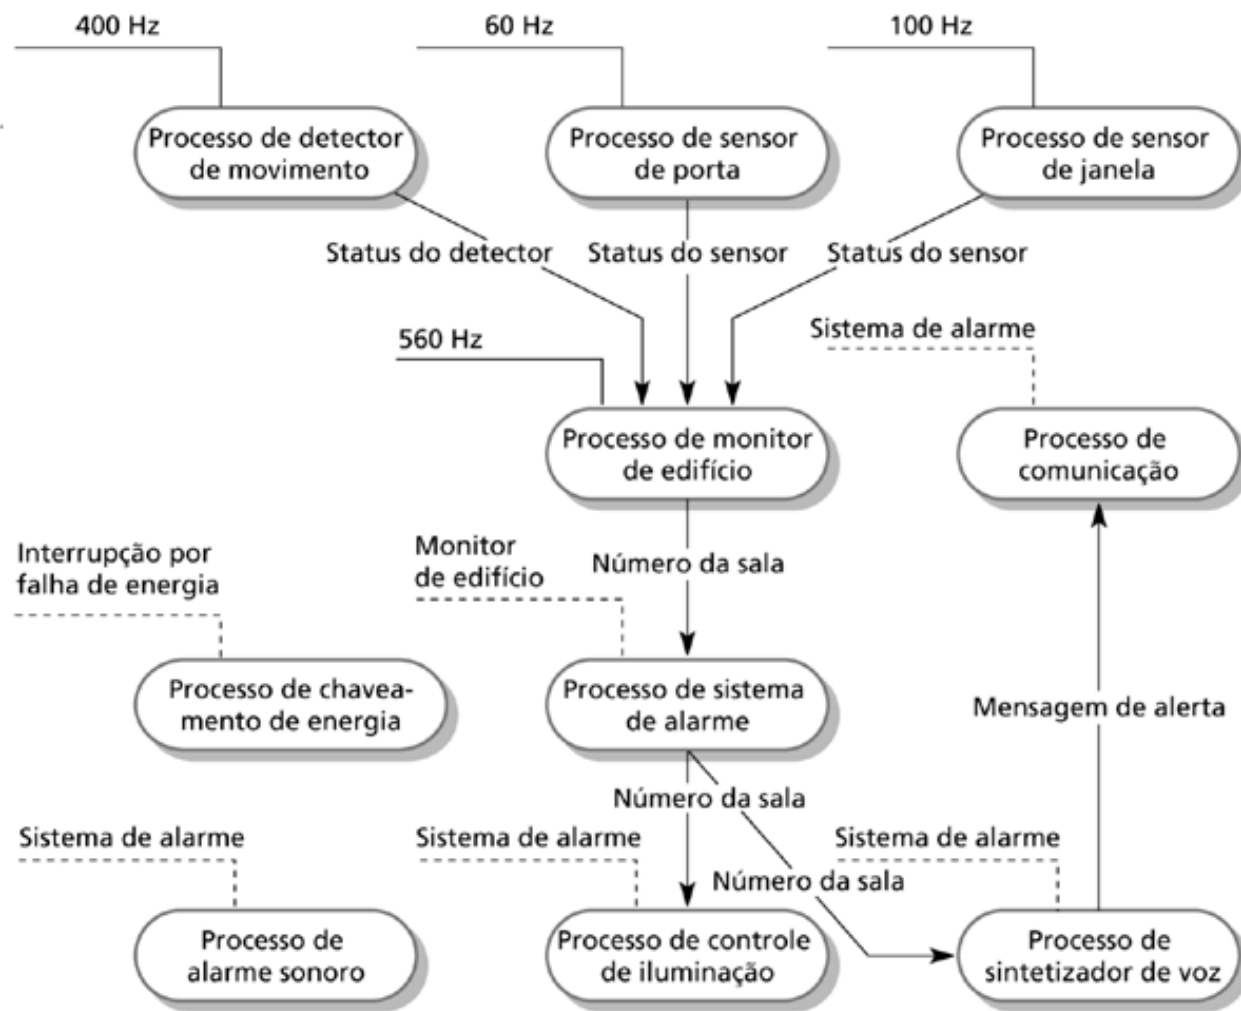 400 Hz
60 Hz
100 Hz
Processo de detector
de movimento
Processo de sensor
de porta
Processo de sensor
de janela
Status do detector
Status do sensor
Status do sensor
560 Hz
Sistema de alarme
Processo de monitor
de edifício
Processo de
comunicação
Interrupção por
falha de energia
Monitor
de edifício
Número da sala
Processo de chavea-
mento de energia
Processo de sistema
de alarme
Mensagem de alerta
Número da sala
Sistema de alarme
Sistema de alarme
Sistema de alarme
Número da sala
Processo de
alarme sonoro
Processo de controle
de iluminação
Processo de
sintetizador de voz